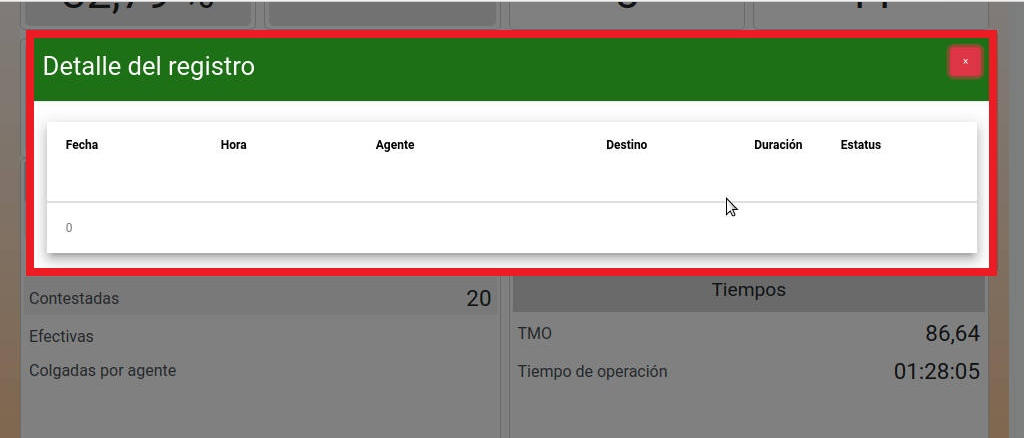 Detalle del registro
×
Fecha Hora Agente Destino Duración Estatus
0
Contestadas 20
Efectivas
Colgadas por agente
Tiempos
TMO 86,64
Tiempo de operación 01:28:05